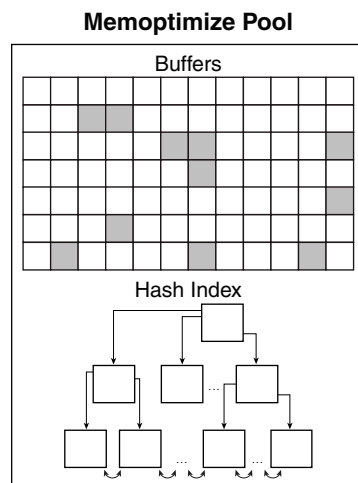 Memoptimize Pool
Buffers
Hash Index
...
... ...